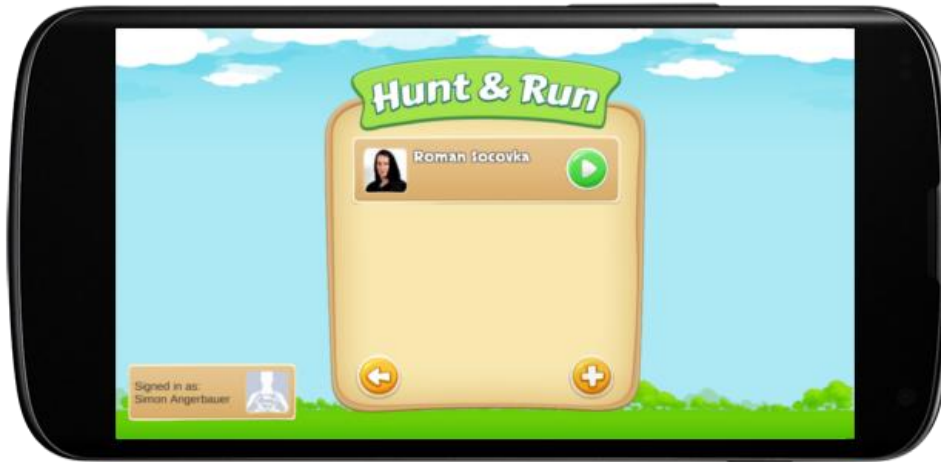 Hunt & Run
Roman Socovka
Signed in as:
Simon Angerbauer